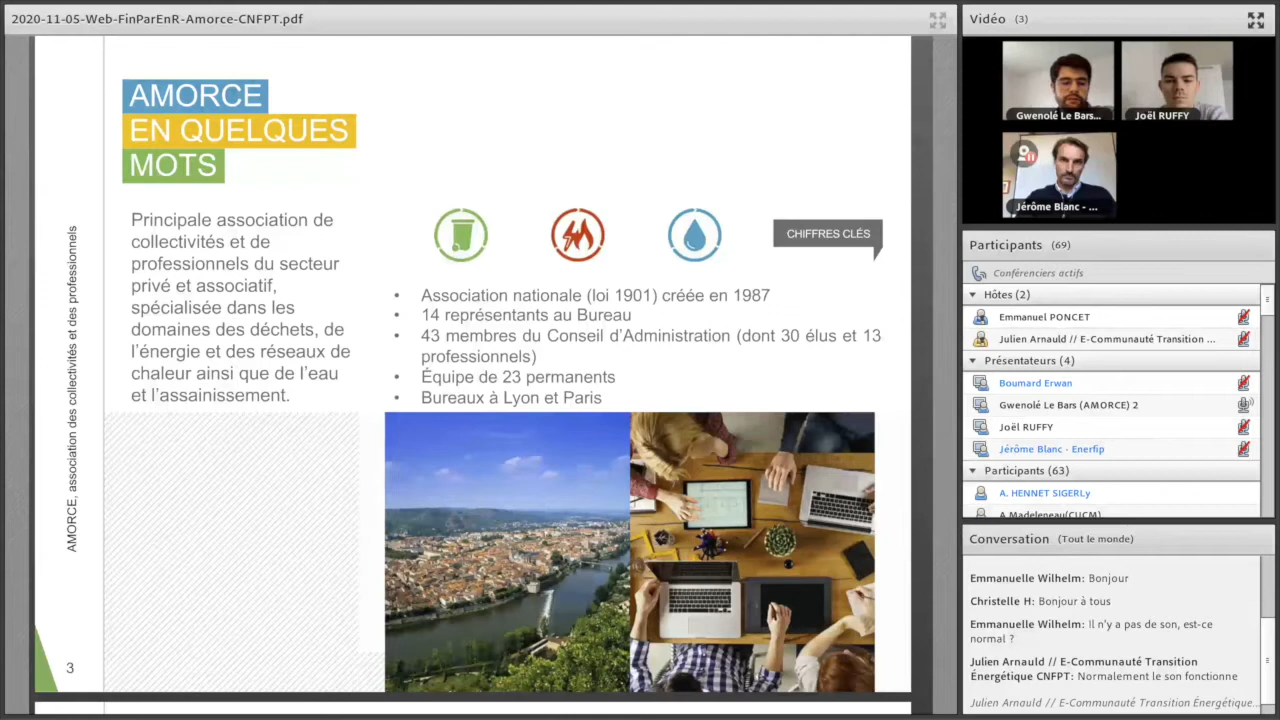 2020-11-05-Web-FinParEnR-Amorce-CNFPT.pdf
AMORCE
EN QUELQUES
MOTS
Principale association de
collectivités et de
professionnels du secteur
privé et associatif,
spécialisée dans les
domaines des déchets, de
l'énergie et des réseaux de
chaleur ainsi que de l'eau
et l'assainissement.
CHIFFRES CLÉS
• Association nationale (loi 1901) créée en 1987
• 14 représentants au Bureau
• 43 membres du Conseil d'Administration (dont 30 élus et 13
professionnels)
• Équipe de 23 permanents
• Bureaux à Lyon et Paris
AMORCE, association des collectivités et des professionnels
3
Vidéo (3)
Gwenolé Le Bars...
Joël RUFFY
Jérôme Blanc - ...
Participants (69)
Conférenciers actifs
Hôtes (2)
Emmanuel PONCET
Julien Arnauld // E-Communauté Transition ...
Présentateurs (4)
Boumard Erwan
Gwenolé Le Bars (AMORCE) 2
Joël RUFFY
Jérôme Blanc - Enerfip
Participants (63)
A. HENNET SIGERLy
A Madeleneau(CUCM)
Conversation (Tout le monde)
Emmanuelle Wilhelm: Bonjour
Christelle H: Bonjour à tous
Emmanuelle Wilhelm: Il n'y a pas de son, est-ce
normal ?
Julien Arnauld // E-Communauté Transition
Énergétique CNFPT: Normalement le son fonctionne
Julien Arnauld // E-Communauté Transition Énergétique...